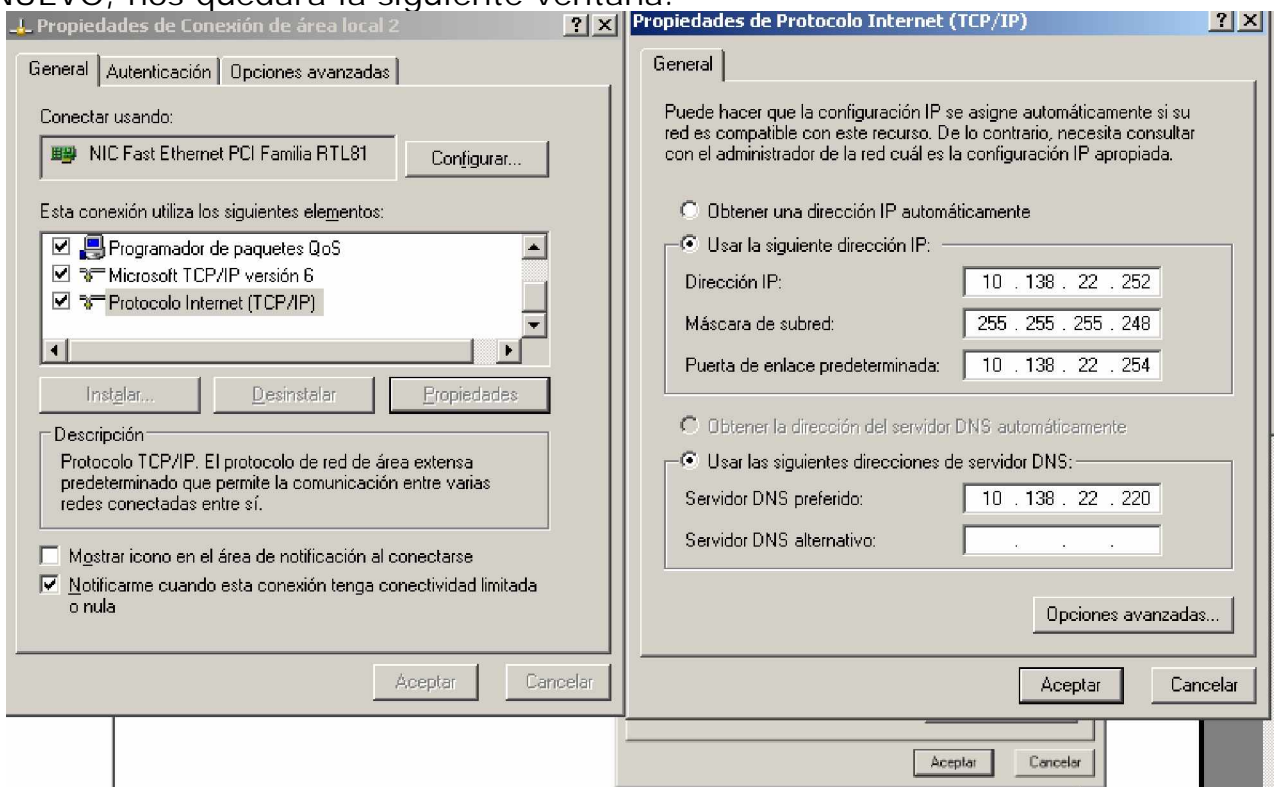 NUEVO, nos quedará la siguiente ventana:
Propiedades de Conexión de área local 2
General
Autenticación
Opciones avanzadas
Conectar usando:
NIC Fast Ethernet PCI Familia RTL81
Configurar...
Esta conexión utiliza los siguientes elementos:
Programador de paquetes QoS
Microsoft TCP/IP versión 6
Protocolo Internet (TCP/IP)
Instalar...
Desinstalar
Propiedades
Descripción
Protocolo TCP/IP. El protocolo de red de área extensa
predeterminado que permite la comunicación entre varias
redes conectadas entre sí.
Mostrar icono en el área de notificación al conectarse
Notificarme cuando esta conexión tenga conectividad limitada
o nula
Aceptar
Cancelar
Propiedades de Protocolo Internet (TCP/IP)
General
Puede hacer que la configuración IP se asigne automáticamente si su
red es compatible con este recurso. De lo contrario, necesita consultar
con el administrador de la red cuál es la configuración IP apropiada.
Obtener una dirección IP automáticamente
Usar la siguiente dirección IP:
Dirección IP: 10 . 138 . 22 . 252
Máscara de subred: 255 . 255 . 255 . 248
Puerta de enlace predeterminada: 10 . 138 . 22 . 254
Obtener la dirección del servidor DNS automáticamente
Usar las siguientes direcciones de servidor DNS:
Servidor DNS preferido: 10 . 138 . 22 . 220
Servidor DNS alternativo: . . .
Opciones avanzadas...
Aceptar
Cancelar
Aceptar
Cancelar